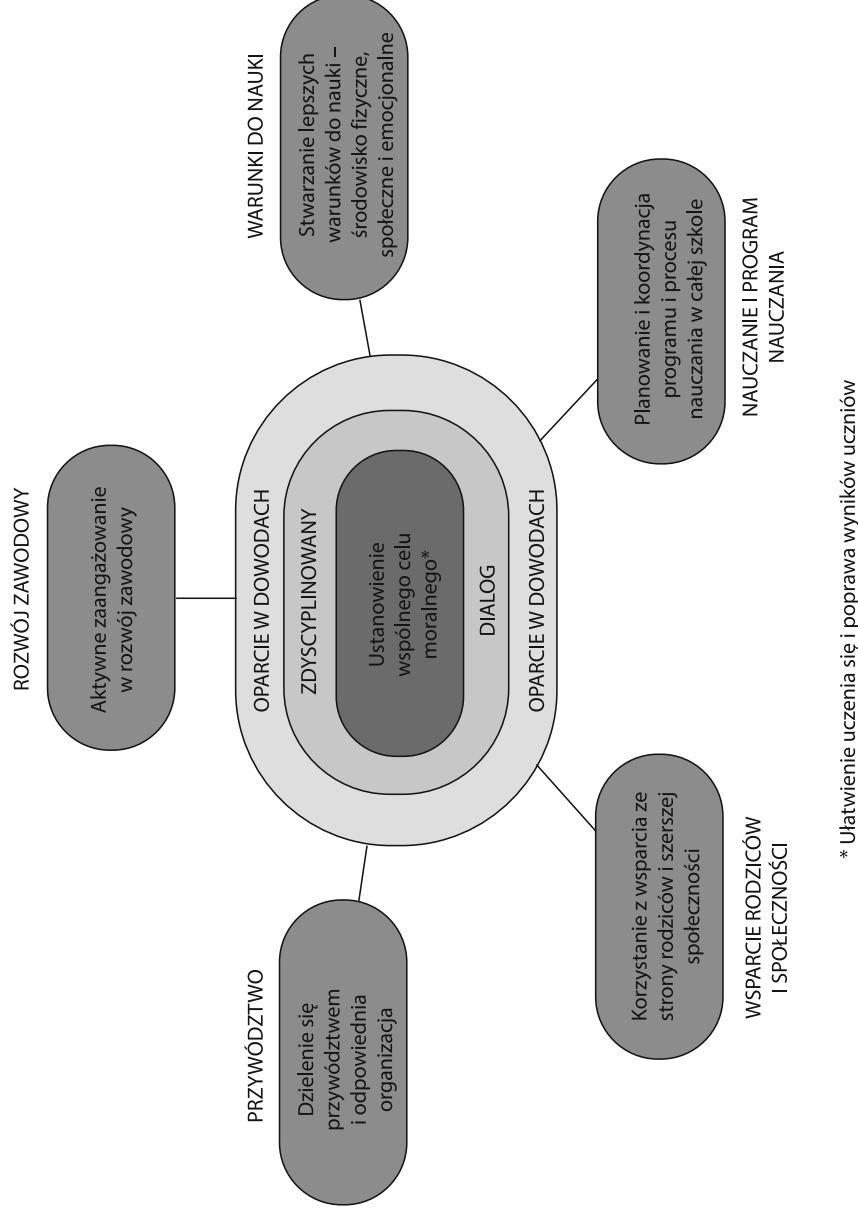 ROZWÓJ ZAWODOWY
Aktywne zaangażowanie
w rozwój zawodowy
PRZYWÓDZTWO
Dzielenie się
przywództwem
i odpowiednia
organizacja
WARUNKI DO NAUKI
Stwarzanie lepszych
warunków do nauki –
środowisko fizyczne,
społeczne i emocjonalne
OPARCIE W DOWODACH
ZDYSCYPLINOWANY
Ustanowienie
wspólnego celu
moralnego*
DIALOG
OPARCIE W DOWODACH
Korzystanie z wsparcia ze
strony rodziców i szerszej
społeczności
WSPARCIE RODZICÓW
I SPOŁECZNOŚCI
Planowanie i koordynacja
programu i procesu
nauczania w całej szkole
NAUCZANIE I PROGRAM
NAUCZANIA
* Ułatwienie uczenia się i poprawa wyników uczniów